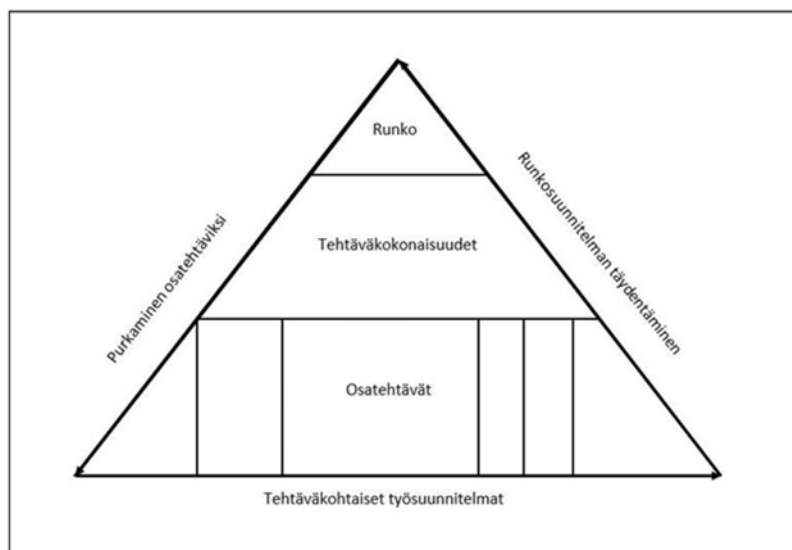 Runko
Runkosuunnitelman täydentäminen
Purkaminen osatehtäviksi
Tehtäväkokonaisuudet
Osatehtävät
Tehtäväkohtaiset työsuunnitelmat